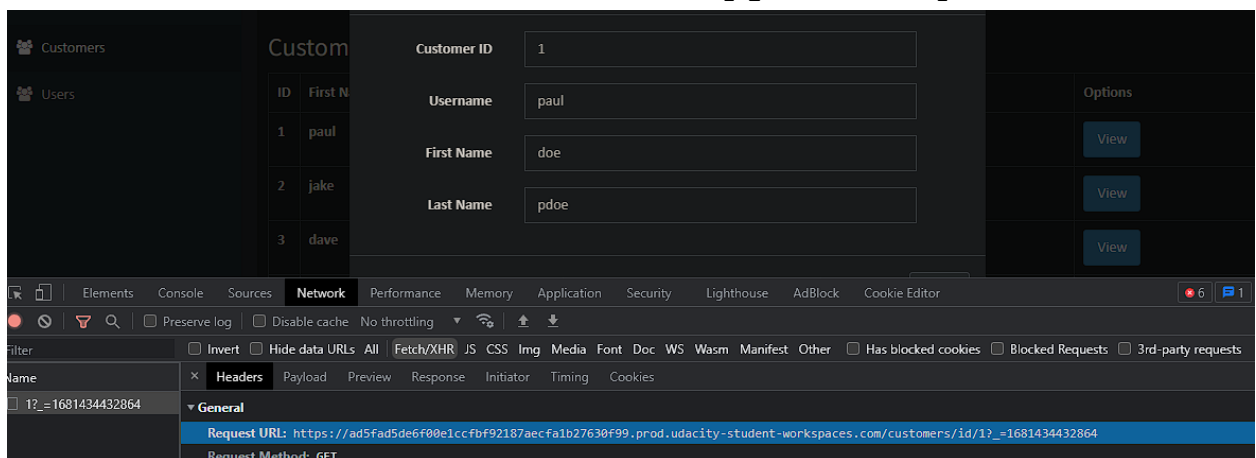 Customers
Users
Custom
ID First N Options
1 paul View
2 jake View
3 dave View
Customer ID 1
Username paul
First Name doe
Last Name pdoe
Elements Console Sources Network Performance Memory Application Security Lighthouse AdBlock Cookie Editor 6 1
Preserve log Disable cache No throttling
Filter Invert Hide data URLs All Fetch/XHR JS CSS Img Media Font Doc WS Wasm Manifest Other Has blocked cookies Blocked Requests 3rd-party requests
Name Headers Payload Preview Response Initiator Timing Cookies
1?_=1681434432864 General
Request URL: https://ad5fad5de6f00e1ccfbf92187aecfa1b27630f99.prod.udacity-student-workspaces.com/customers/id/1?_=1681434432864
Request Method: GET